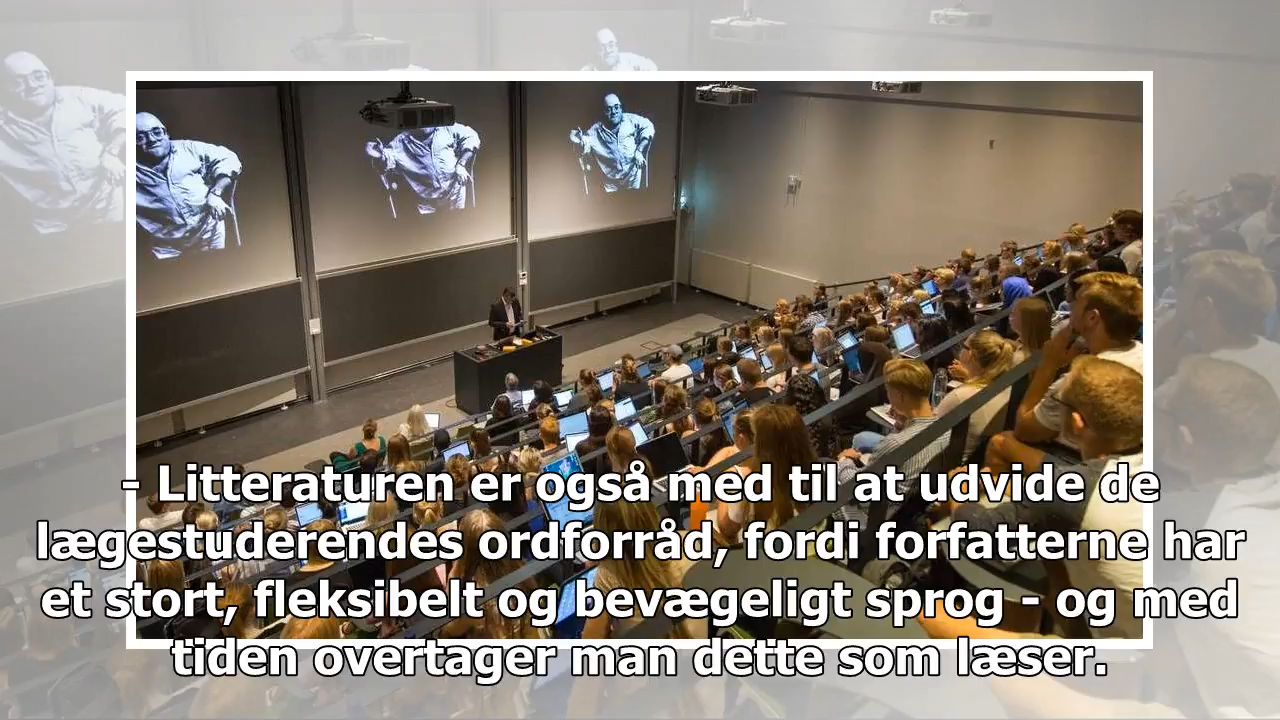 - Litteraturen er også med til at udvide de
lægestuderendes ordforråd, fordi forfatterne har
et stort, fleksibelt og bevægeligt sprog - og med
tiden overtager man dette som læser.